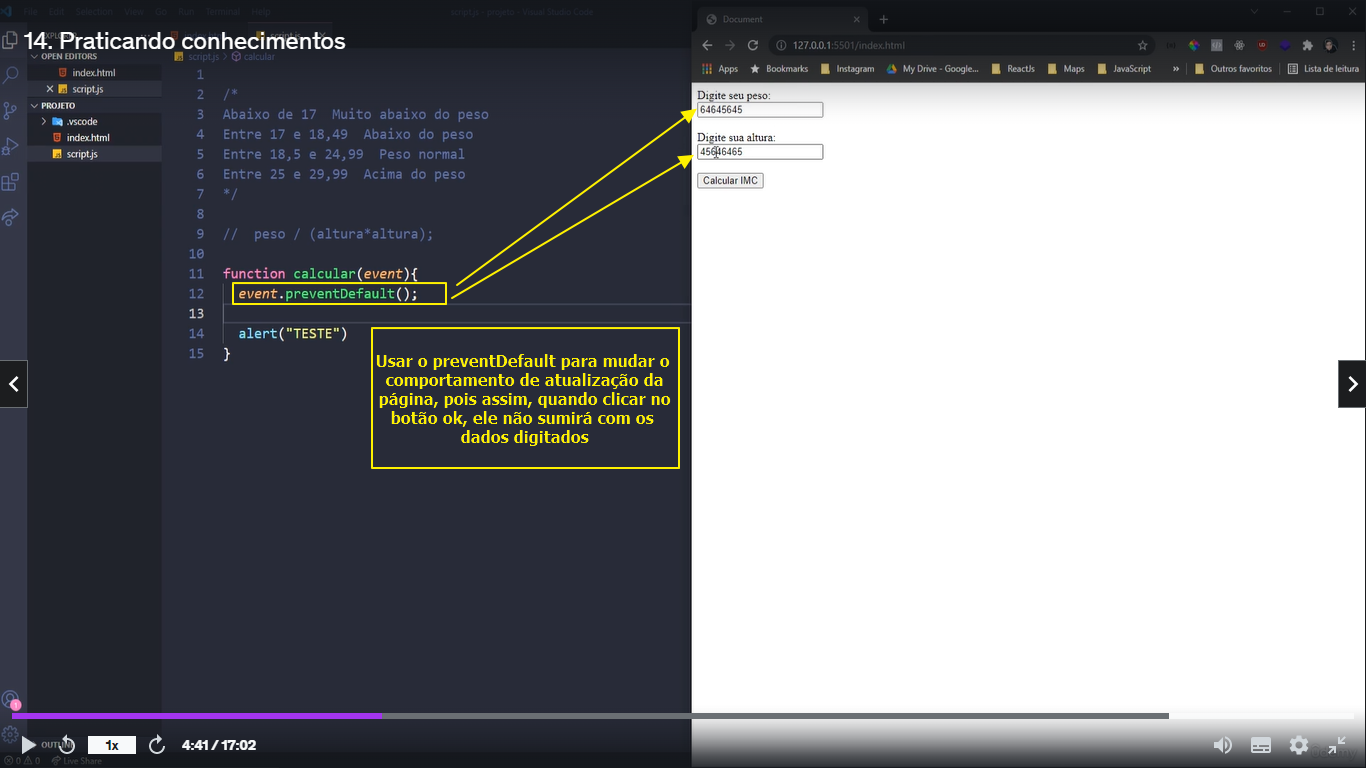 File Edit Selection View Go Run Terminal Help
script.js - projeto - Visual Studio Code
14. Praticando conhecimentos
OPEN EDITORS
index.html
script.js
PROJETO
.vscode
index.html
script.js
OUTLINE
0 0 Live Share
script.js > calcular
1
2 /*
3 Abaixo de 17 Muito abaixo do peso
4 Entre 17 e 18,49 Abaixo do peso
5 Entre 18,5 e 24,99 Peso normal
6 Entre 25 e 29,99 Acima do peso
7 */
8
9 // peso / (altura*altura);
10
11 function calcular(event){
12 event.preventDefault();
13
14 alert("TESTE")
15 }
Usar o preventDefault para mudar o
comportamento de atualização da
página, pois assim, quando clicar no
botão ok, ele não sumirá com os
dados digitados
Document
127.0.0.1:5501/index.html
Apps Bookmarks Instagram My Drive - Google... ReactJs Maps JavaScript » Outros favoritos Lista de leitura
Digite seu peso:
64645645
Digite sua altura:
45646465
Calcular IMC
1x
4:41 / 17:02